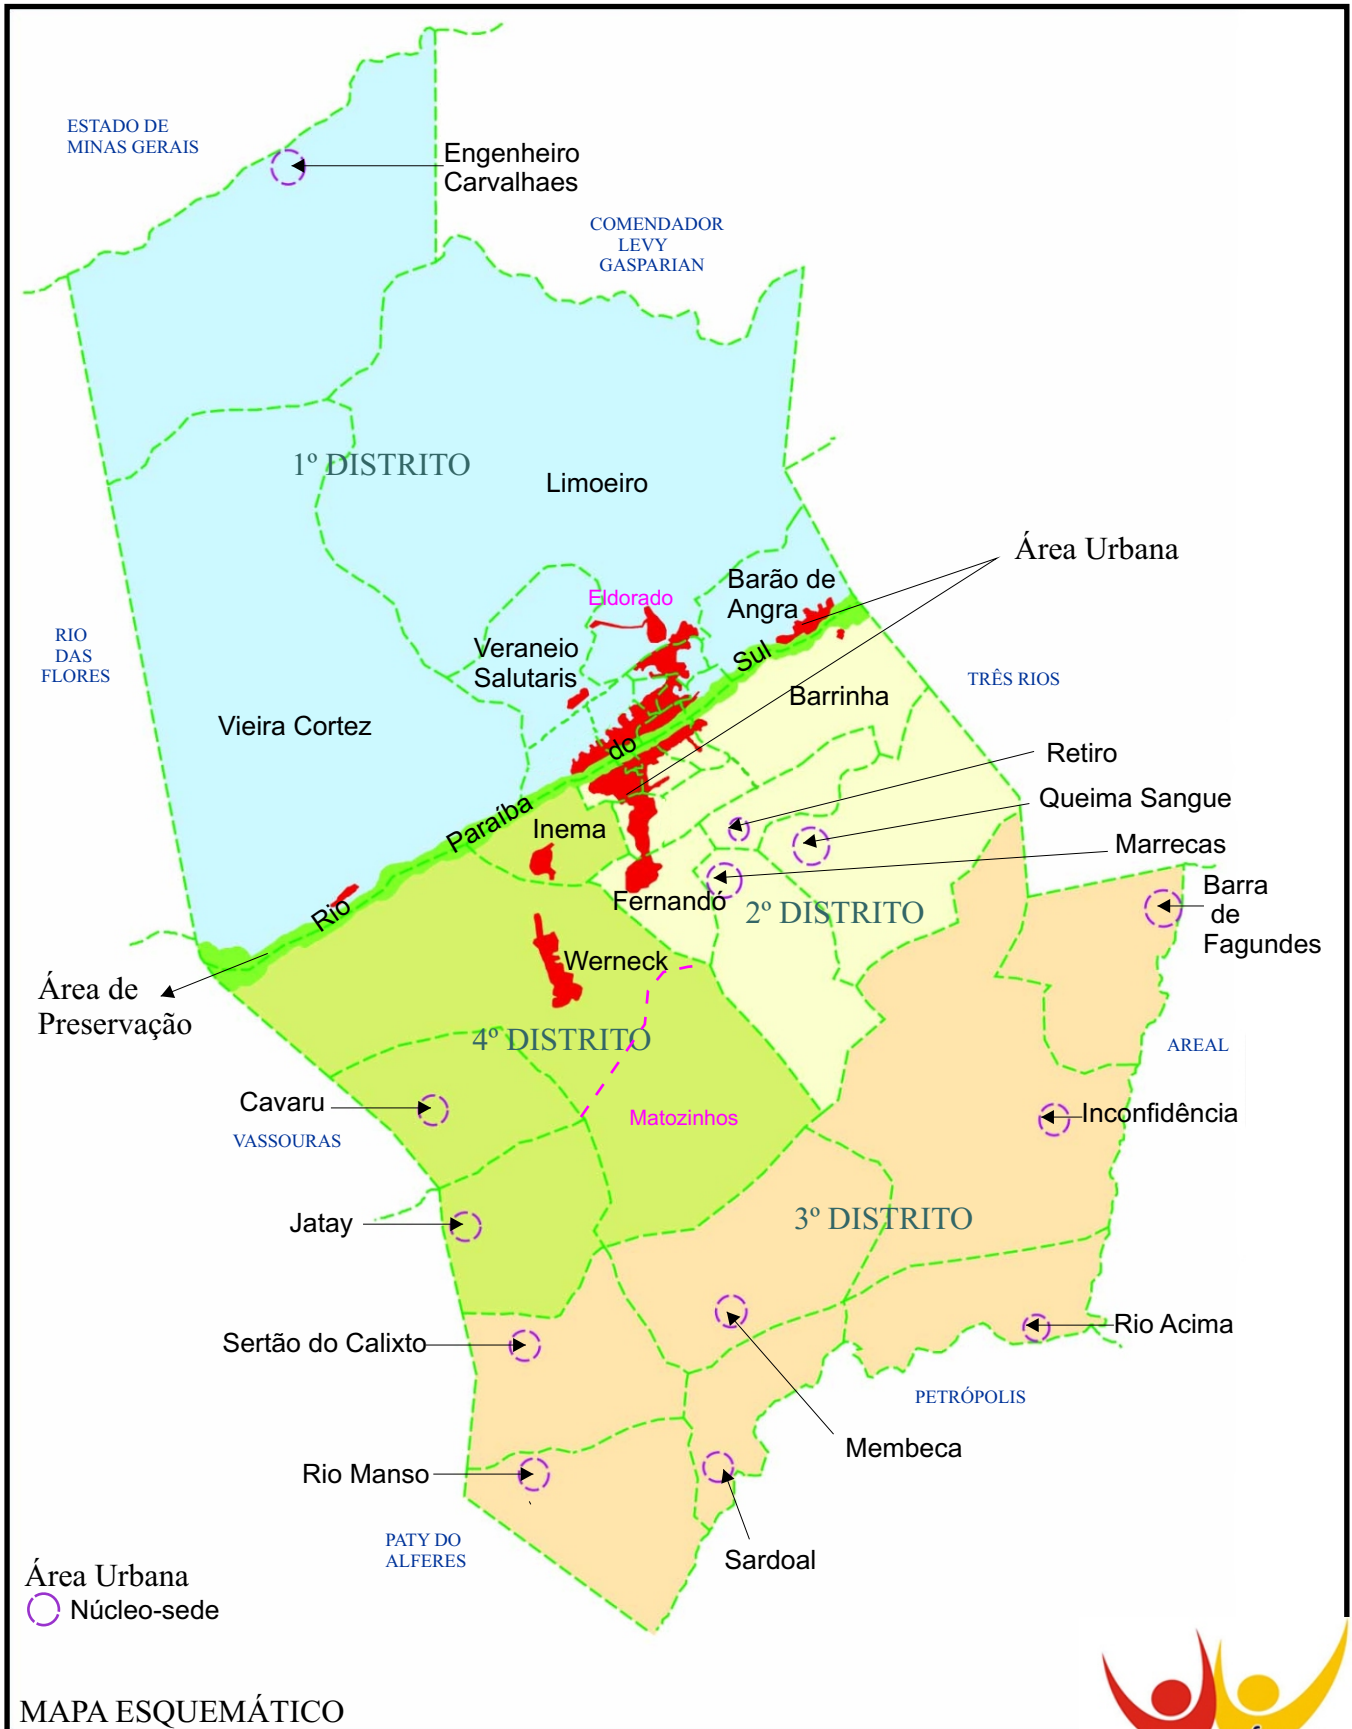 ESTADO DE
MINAS GERAIS
Engenheiro
Carvalhaes
COMENDADOR
LEVY
GASPARIAN
1º DISTRITO
Limoeiro
Área Urbana
Barão de
Angra
Eldorado
RIO
DAS
FLORES
Veraneio
Salutaris
Sul
TRÊS RIOS
Barrinha
Vieira Cortez
do
Retiro
Queima Sangue
Paraíba
Inema
Marrecas
Barra
de
Fagundes
Fernandó
2º DISTRITO
Rio
Werneck
Área de
Preservação
4º DISTRITO
AREAL
Cavaru
VASSOURAS
Matozinhos
Inconfidência
Jatay
3º DISTRITO
Sertão do Calixto
Rio Acima
PETRÓPOLIS
Membeca
Rio Manso
PATY DO
ALFERES
Sardoal
Área Urbana
Núcleo-sede
MAPA ESQUEMÁTICO